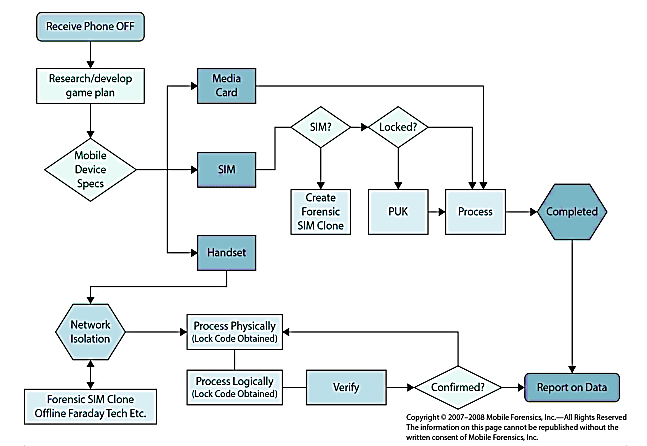 Receive Phone OFF
Research/develop
game plan
Mobile
Device
Specs
Media
Card
SIM
Handset
SIM?
Locked?
Create
Forensic
SIM Clone
PUK
Process
Completed
Network
Isolation
Forensic SIM Clone
Offline Faraday Tech Etc.
Process Physically
(Lock Code Obtained)
Process Logically
(Lock Code Obtained)
Verify
Confirmed?
Report on Data
Copyright © 2007–2008 Mobile Forensics, Inc.—All Rights Reserved
The information on this page cannot be republished without the
written consent of Mobile Forensics, Inc.